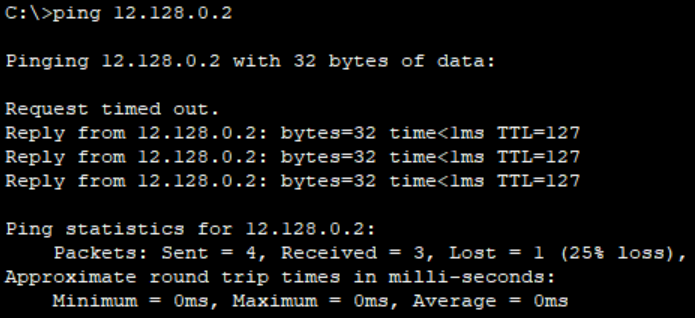 C:\>ping 12.128.0.2
Pinging 12.128.0.2 with 32 bytes of data:
Request timed out.
Reply from 12.128.0.2: bytes=32 time<1ms TTL=127
Reply from 12.128.0.2: bytes=32 time<1ms TTL=127
Reply from 12.128.0.2: bytes=32 time<1ms TTL=127
Ping statistics for 12.128.0.2:
    Packets: Sent = 4, Received = 3, Lost = 1 (25% loss),
Approximate round trip times in milli-seconds:
    Minimum = 0ms, Maximum = 0ms, Average = 0ms